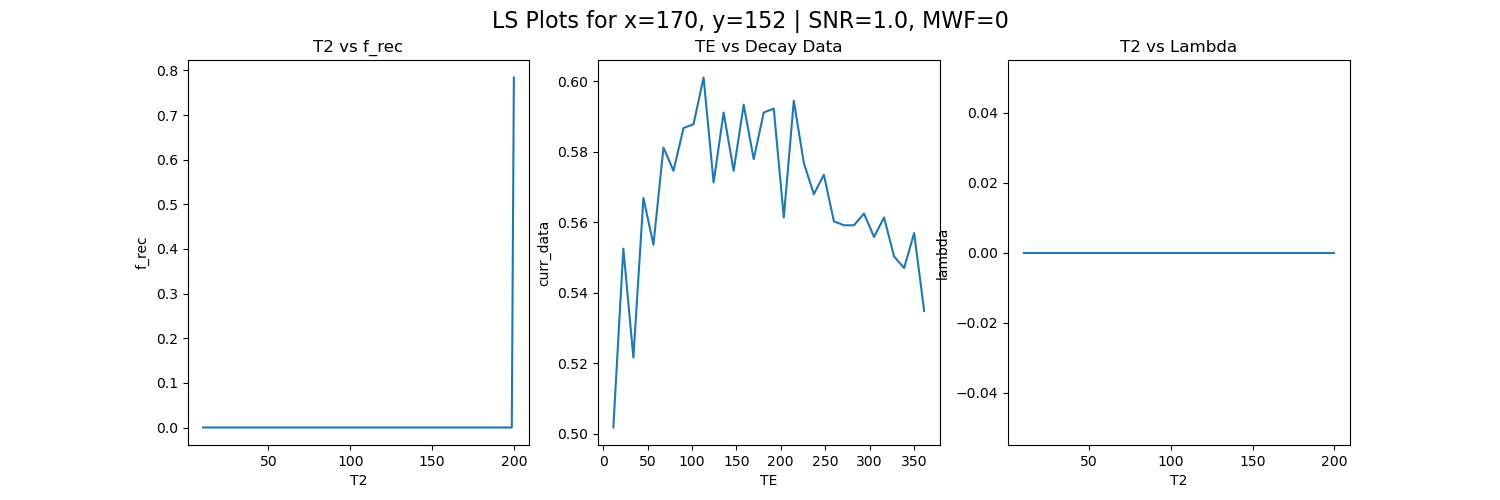 LS Plots for x=170, y=152 | SNR=1.0, MWF=0
T2 vs f_rec
f_rec
0.8
0.7
0.6
0.5
0.4
0.3
0.2
0.1
0.0
50 100 150 200
T2
TE vs Decay Data
curr_data
0.60
0.58
0.56
0.54
0.52
0.50
0 50 100 150 200 250 300 350
TE
T2 vs Lambda
lambda
0.04
0.02
0.00
−0.02
−0.04
50 100 150 200
T2